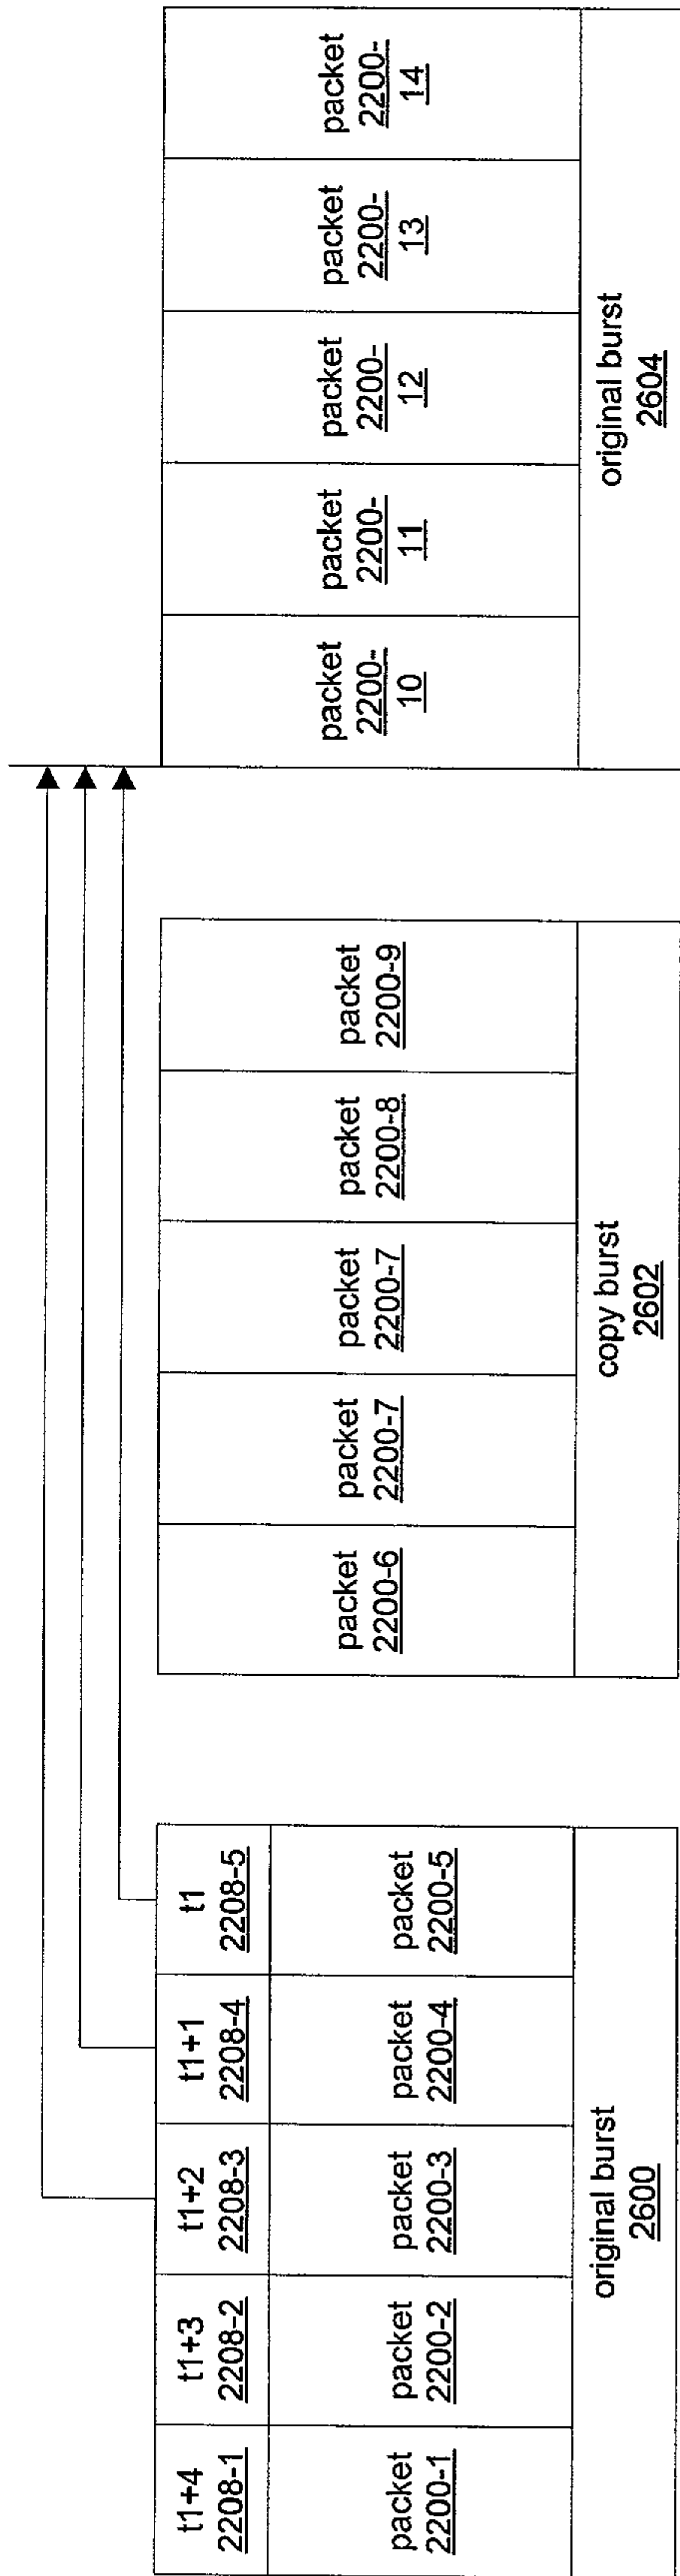 t1+4
2208-1
t1+3
2208-2
t1+2
2208-3
t1+1
2208-4
t1
2208-5
packet
2200-1
packet
2200-2
packet
2200-3
packet
2200-4
packet
2200-5
original burst
2600
packet
2200-6
packet
2200-7
packet
2200-7
packet
2200-8
packet
2200-9
copy burst
2602
packet
2200-
10
packet
2200-
11
packet
2200-
12
packet
2200-
13
packet
2200-
14
original burst
2604